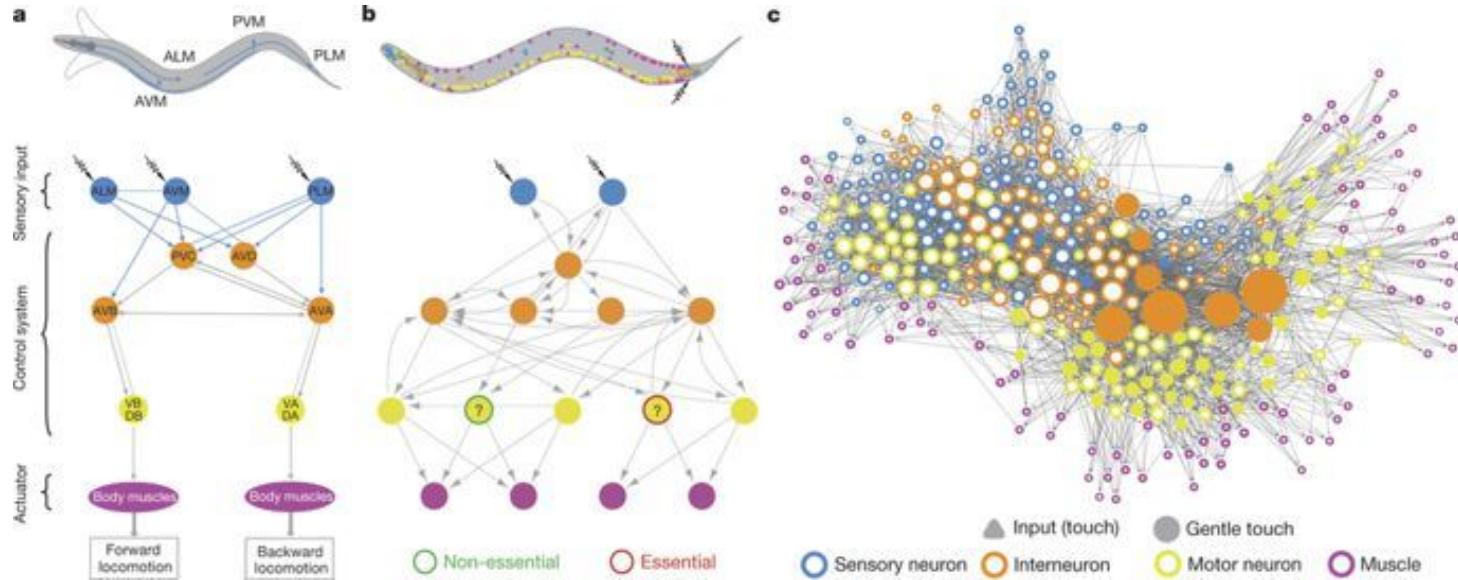 a
PVM
ALM
PLM
AVM
Sensory input
ALM
AVM
PLM
Control system
PVC
AVD
AVB
AVA
VB
DB
VA
DA
Actuator
Body muscles
Body muscles
Forward
locomotion
Backward
locomotion
b
?
?
Non-essential
Essential
c
Input (touch)
Gentle touch
Sensory neuron
Interneuron
Motor neuron
Muscle